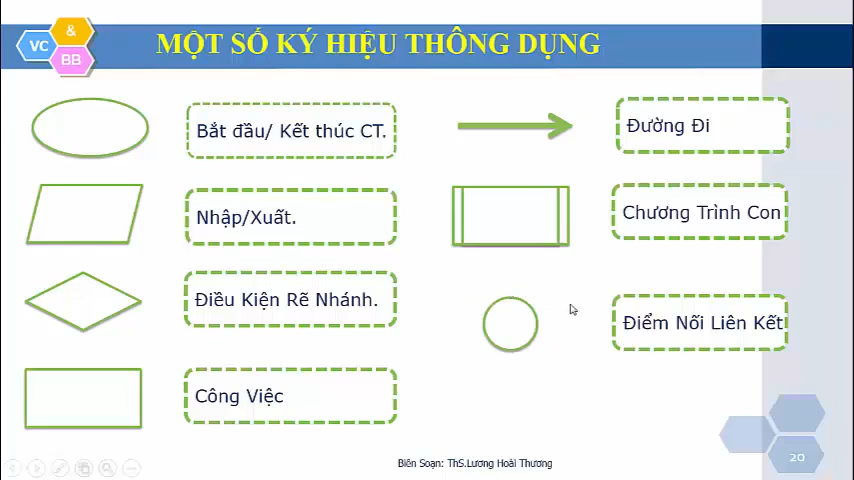 VC
&
BB
MỘT SỐ KÝ HIỆU THÔNG DỤNG
Bắt đầu/ Kết thúc CT.
Đường Đi
Nhập/Xuất.
Chương Trình Con
Điều Kiện Rẽ Nhánh.
Điểm Nối Liên Kết
Công Việc
Biên Soạn: ThS.Lương Hoài Thương
20